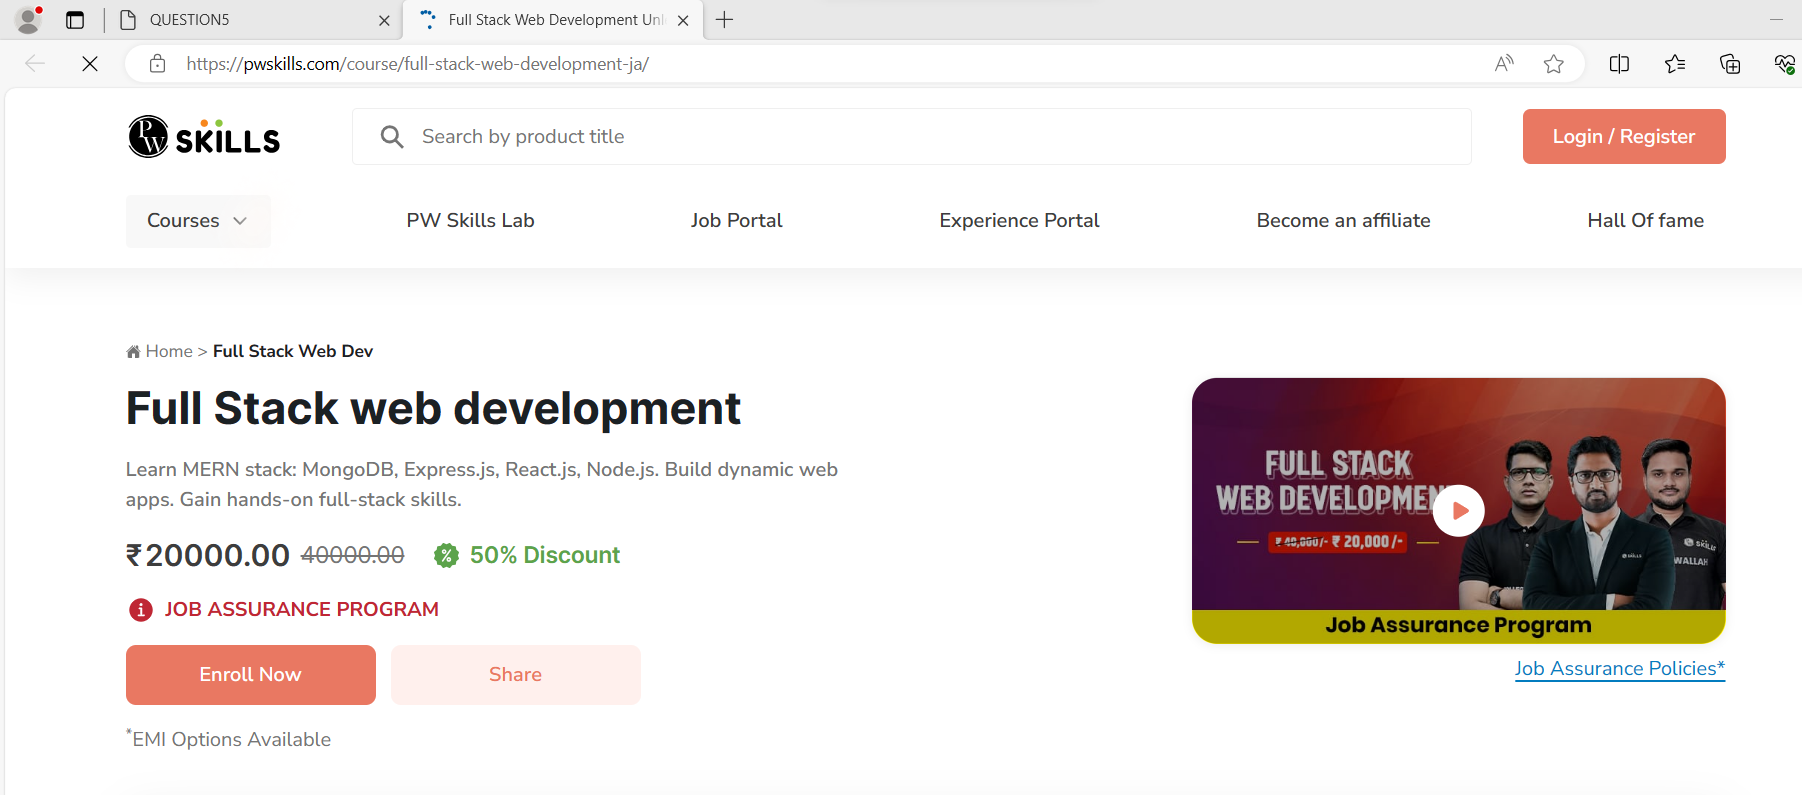 QUESTION5
Full Stack Web Development Unl
https://pwskills.com/course/full-stack-web-development-ja/
PW SKILLS
Search by product title
Login / Register
Courses
PW Skills Lab
Job Portal
Experience Portal
Become an affiliate
Hall Of fame
Home > Full Stack Web Dev
Full Stack web development
Learn MERN stack: MongoDB, Express.js, React.js, Node.js. Build dynamic web
apps. Gain hands-on full-stack skills.
₹20000.00 40000.00 50% Discount
JOB ASSURANCE PROGRAM
Enroll Now
Share
*EMI Options Available
FULL STACK
WEB DEVELOPMEN
₹ 40,000/- ₹ 20,000/-
SKILLS
SKILLS
WALLAH
Job Assurance Program
Job Assurance Policies*